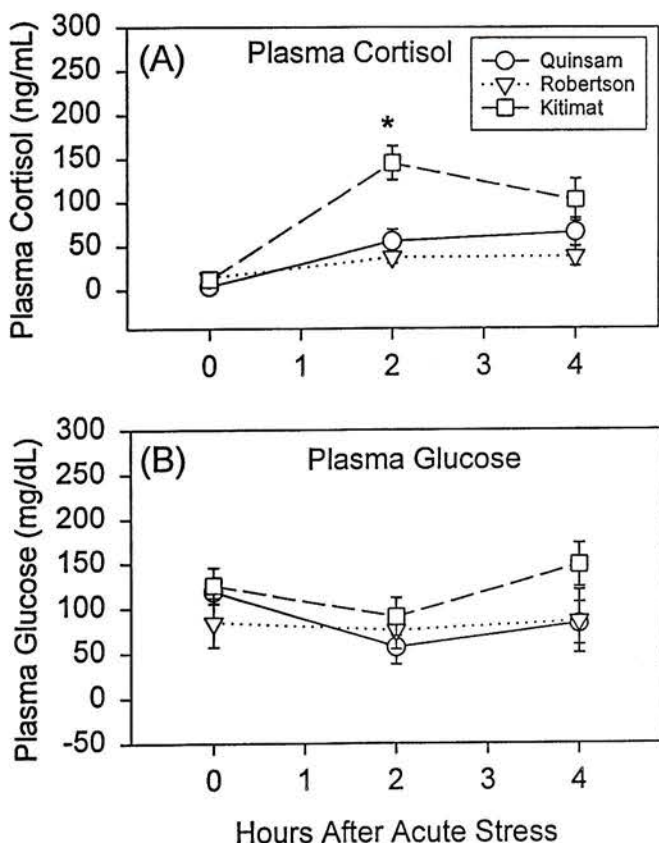 (A) Plasma Cortisol
Quinsam
Robertson
Kitimat
Plasma Cortisol (ng/mL)
300
250
200
150
100
50
0
*
0 1 2 3 4
(B) Plasma Glucose
Plasma Glucose (mg/dL)
300
250
200
150
100
50
0
-50
0 1 2 3 4
Hours After Acute Stress